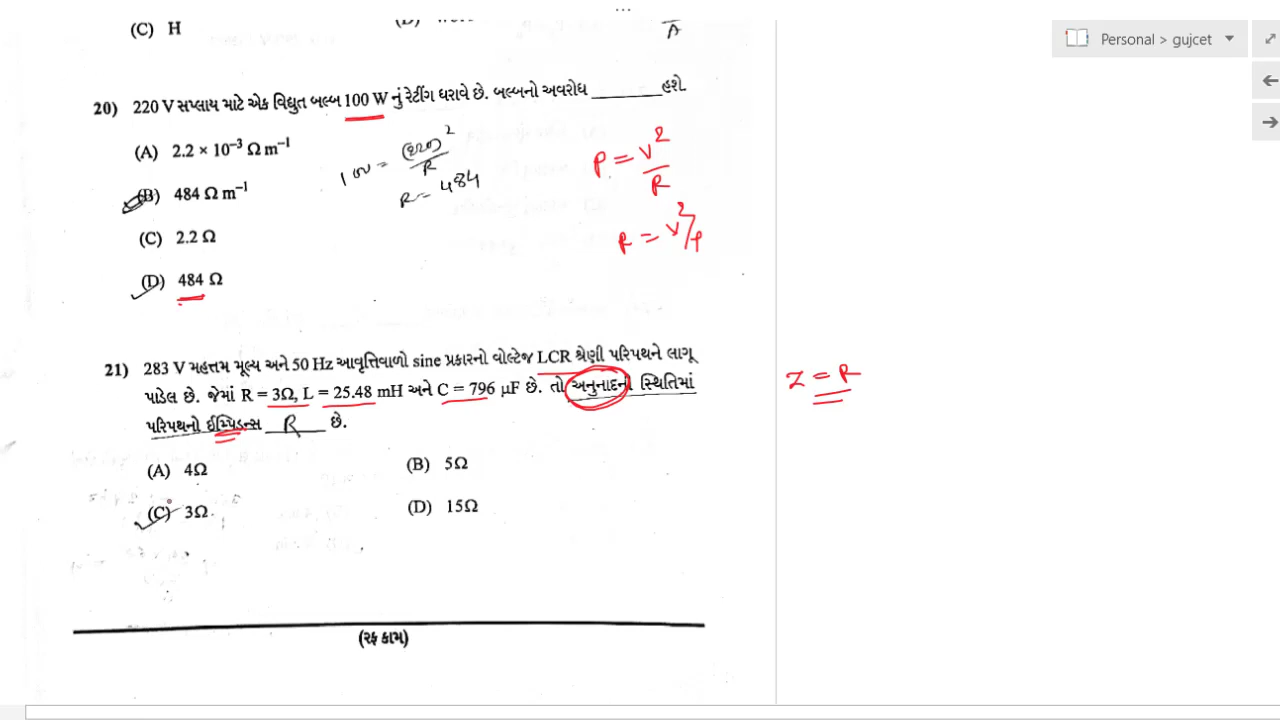 (C) H
A
Personal > gujcet
20) 220 V સપ્લાય માટે એક વિદ્યુત બલ્બ 100 W નું રેટીંગ ધરાવે છે. બલ્બનો અવરોધ ________ હશે.
(A) 2.2 × 10⁻³ Ω m⁻¹
(B) 484 Ω m⁻¹
(C) 2.2 Ω
(D) 484 Ω
100 = (220)² / R
R = 484
P = V² / R
R = V²/P
21) 283 V મહત્તમ મૂલ્ય અને 50 Hz આવૃત્તિવાળો sine પ્રકારનો વોલ્ટેજ LCR શ્રેણી પરિપથને લાગૂ
પાડેલ છે. જેમાં R = 3Ω, L = 25.48 mH અને C = 796 μF છે. તો અનુનાદની સ્થિતિમાં
પરિપથનો ઈમ્પિડન્સ __R__ છે.
Z = R
(A) 4Ω (B) 5Ω
(C) 3Ω (D) 15Ω
(રફ કામ)